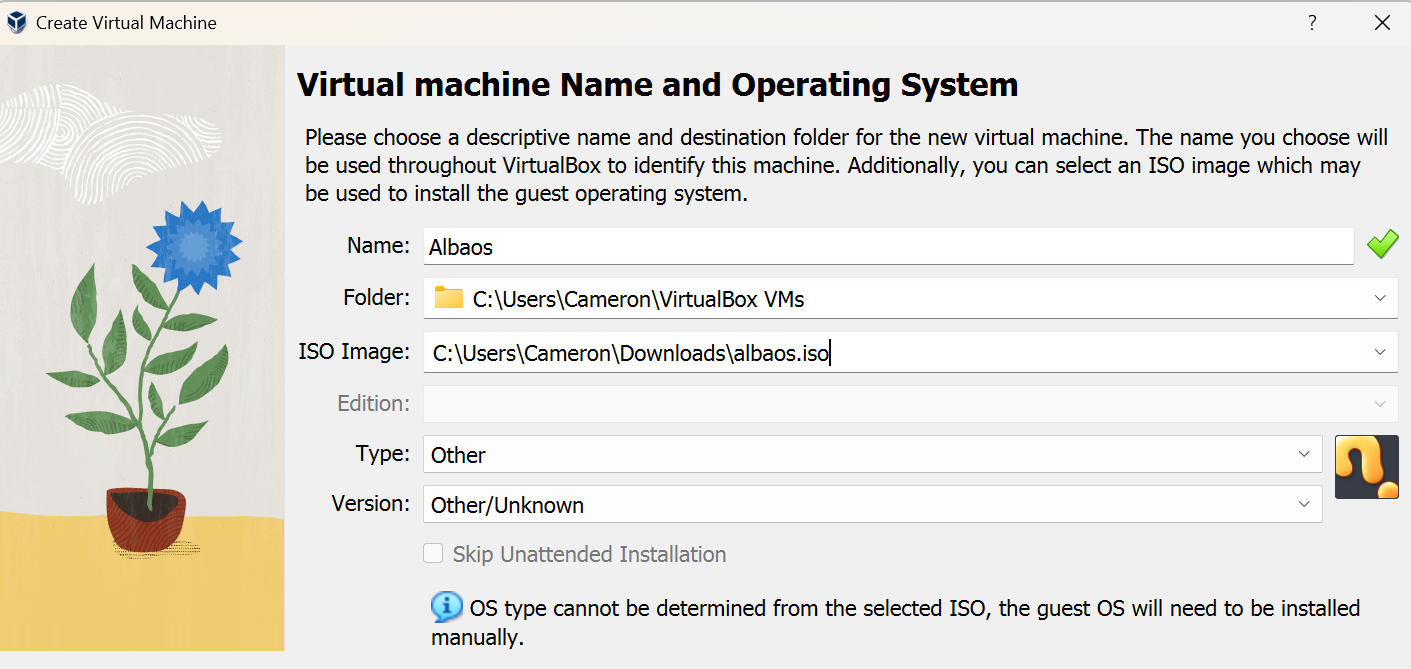 Create Virtual Machine
?
Virtual machine Name and Operating System
Please choose a descriptive name and destination folder for the new virtual machine. The name you choose will
be used throughout VirtualBox to identify this machine. Additionally, you can select an ISO image which may
be used to install the guest operating system.
Name: Albaos
Folder: C:\Users\Cameron\VirtualBox VMs
ISO Image: C:\Users\Cameron\Downloads\albaos.iso
Edition:
Type: Other
Version: Other/Unknown
Skip Unattended Installation
OS type cannot be determined from the selected ISO, the guest OS will need to be installed
manually.